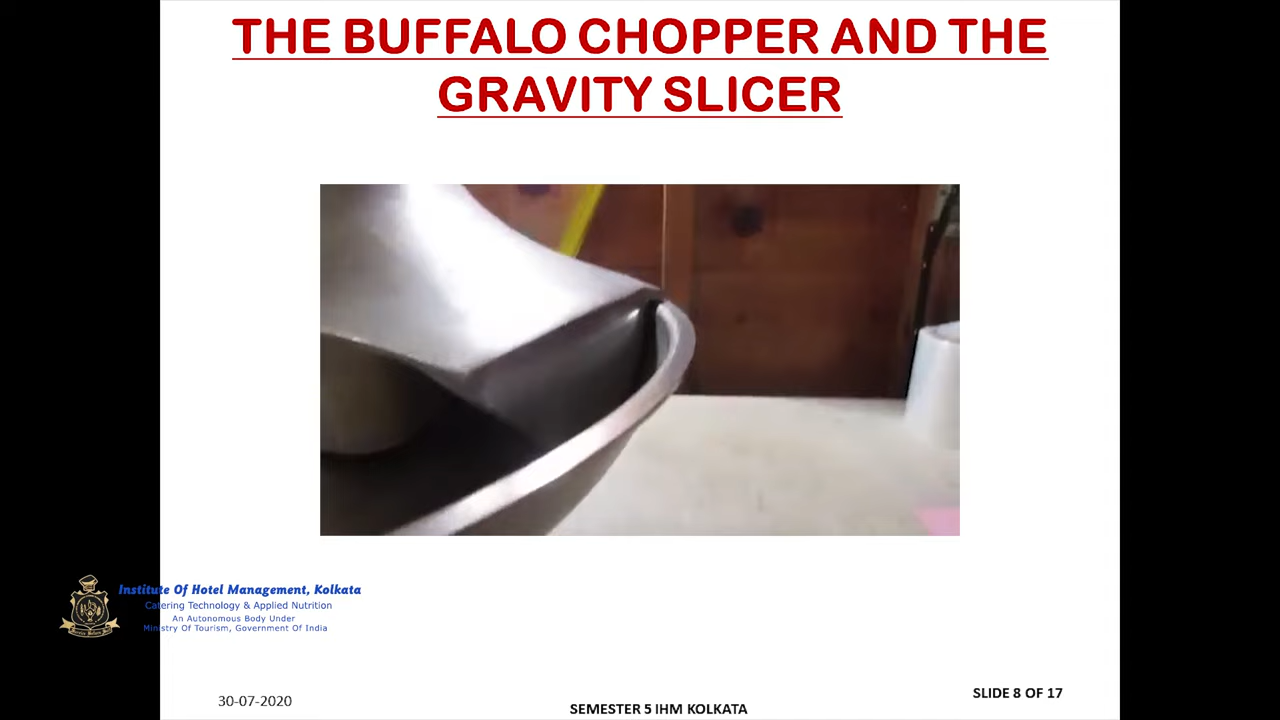 THE BUFFALO CHOPPER AND THE
GRAVITY SLICER
Institute Of Hotel Management, Kolkata
Catering Technology & Applied Nutrition
An Autonomous Body Under
Ministry Of Tourism, Government Of India
30-07-2020
SEMESTER 5 IHM KOLKATA
SLIDE 8 OF 17